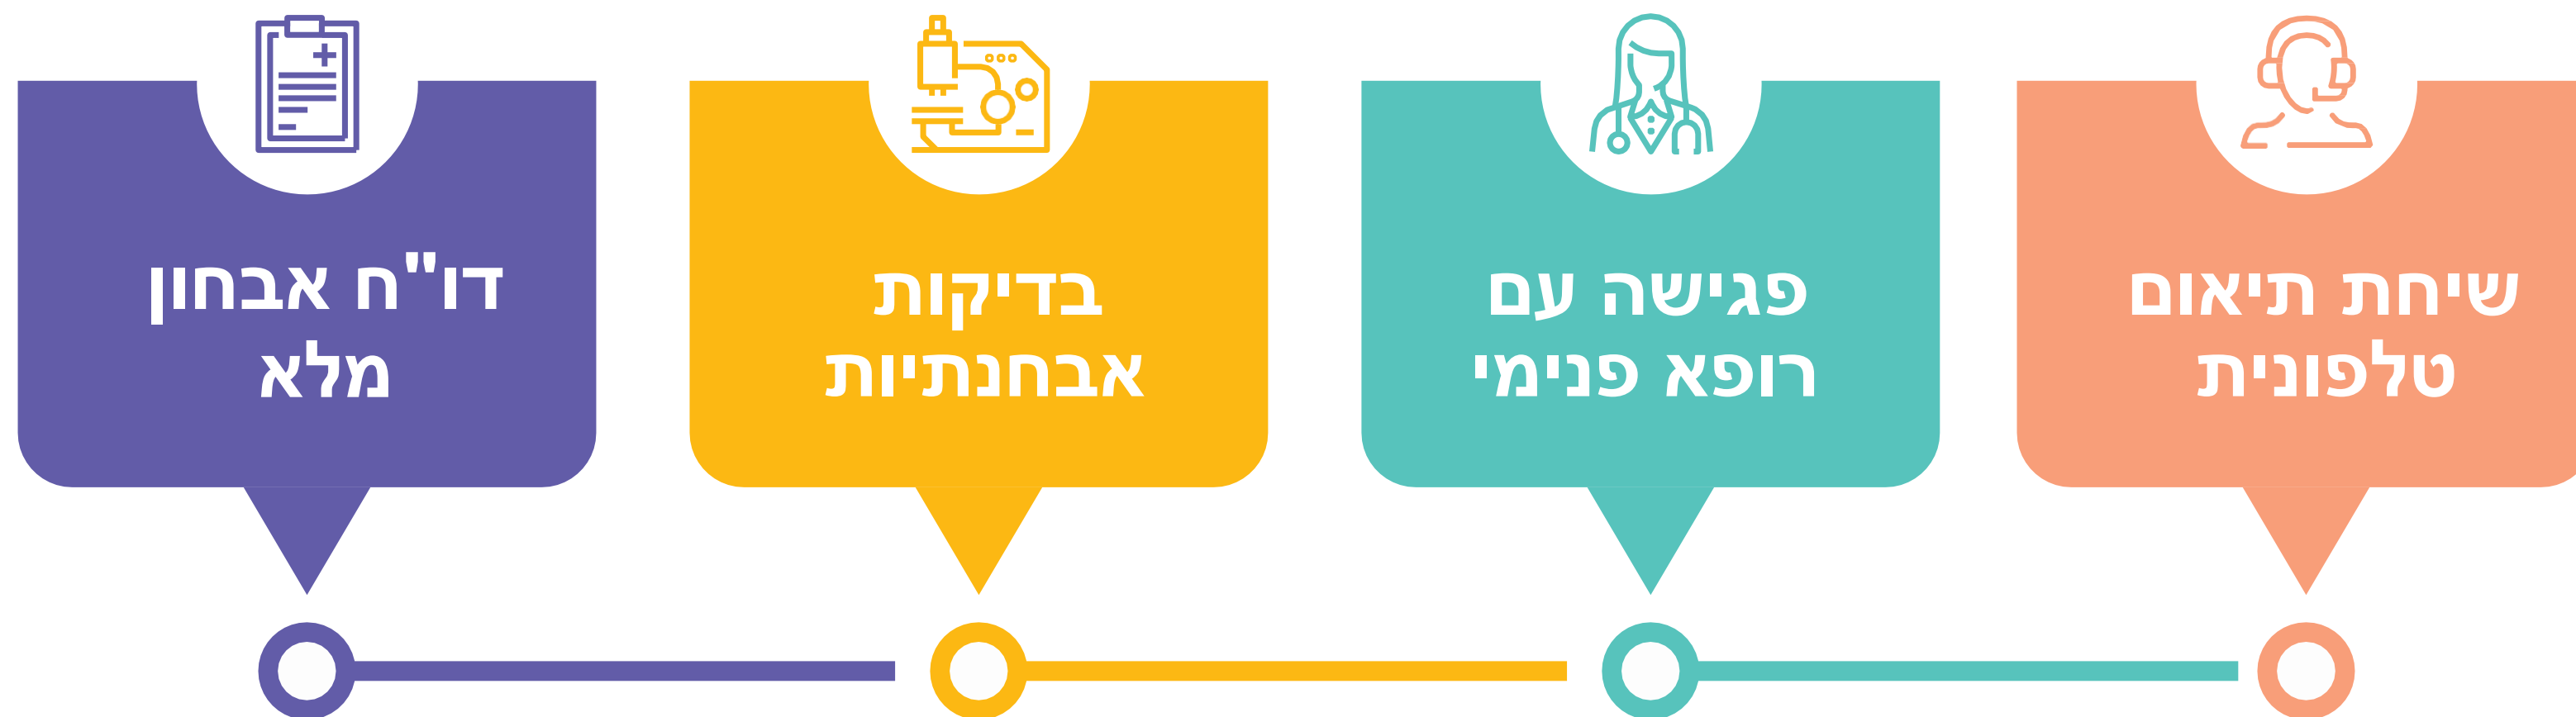 שיחת תיאום
טלפונית
פגישה עם
רופא פנימי
בדיקות
אבחנתיות
דו"ח אבחון
מלא